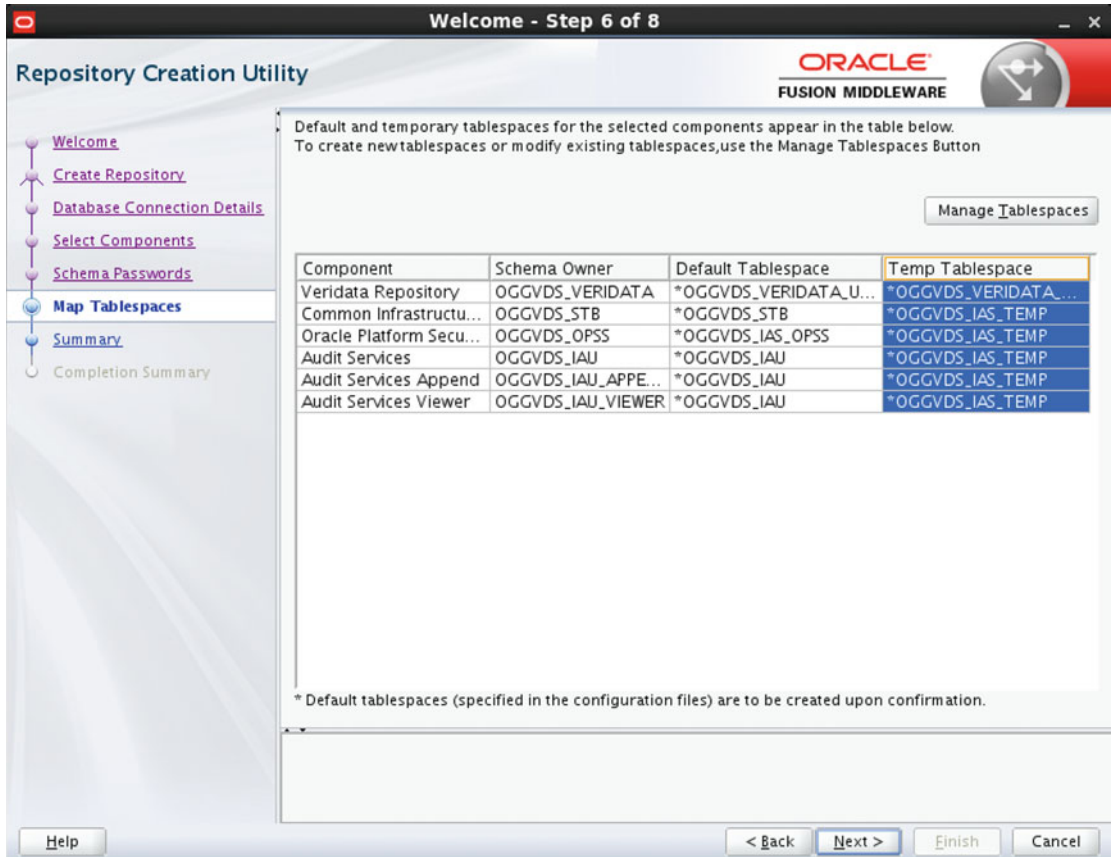 Welcome - Step 6 of 8
Repository Creation Utility
ORACLE
FUSION MIDDLEWARE
Welcome
Create Repository
Database Connection Details
Select Components
Schema Passwords
Map Tablespaces
Summary
Completion Summary
Default and temporary tablespaces for the selected components appear in the table below.
To create new tablespaces or modify existing tablespaces,use the Manage Tablespaces Button
Manage Tablespaces
Component Schema Owner Default Tablespace Temp Tablespace
Veridata Repository OGGVDS_VERIDATA *OGGVDS_VERIDATA_U... *OGGVDS_VERIDATA_...
Common Infrastructu... OGGVDS_STB *OGGVDS_STB *OGGVDS_IAS_TEMP
Oracle Platform Secu... OGGVDS_OPSS *OGGVDS_IAS_OPSS *OGGVDS_IAS_TEMP
Audit Services OGGVDS_IAU *OGGVDS_IAU *OGGVDS_IAS_TEMP
Audit Services Append OGGVDS_IAU_APPE... *OGGVDS_IAU *OGGVDS_IAS_TEMP
Audit Services Viewer OGGVDS_IAU_VIEWER *OGGVDS_IAU *OGGVDS_IAS_TEMP
* Default tablespaces (specified in the configuration files) are to be created upon confirmation.
Help
< Back Next > Finish Cancel